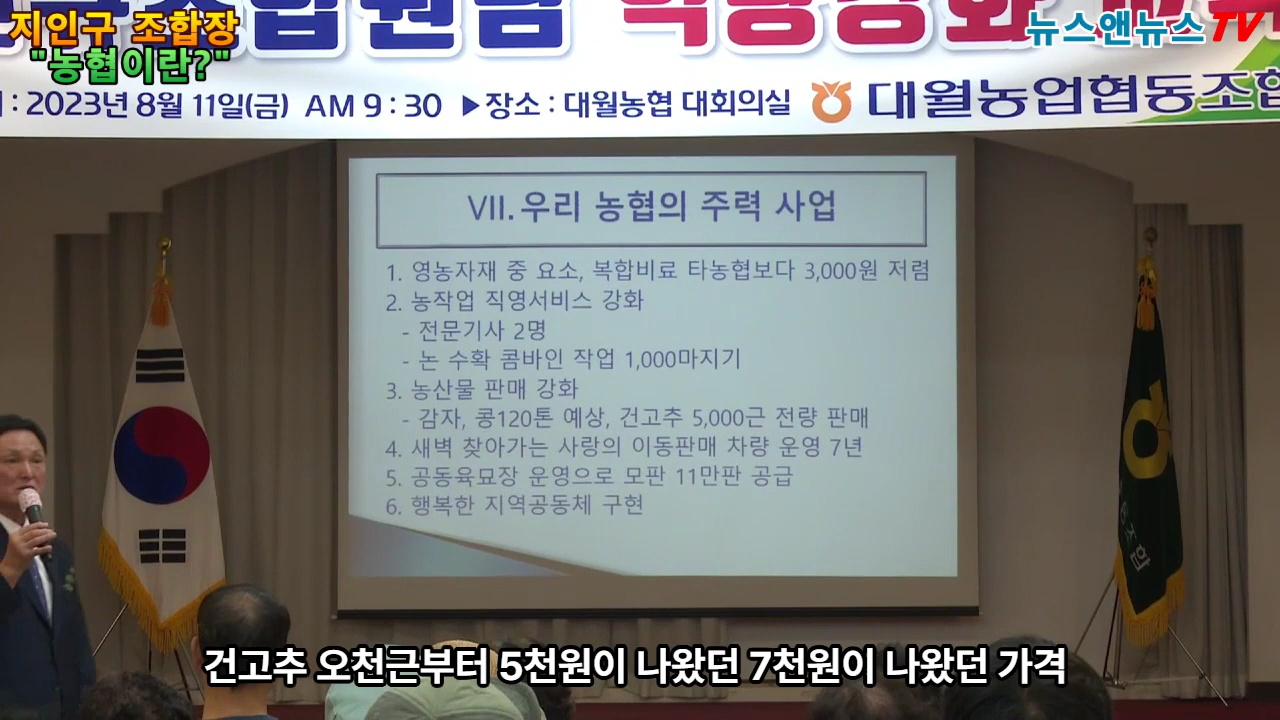 지인구 조합장
"농협이란?"
뉴스앤뉴스TV
역량강화
: 2023년 8월 11일(금) AM 9 : 30 ▶장소 : 대월농협 대회의실
대월농업협동조합
VII. 우리 농협의 주력 사업
1. 영농자재 중 요소, 복합비료 타농협보다 3,000원 저렴
2. 농작업 직영서비스 강화
- 전문기사 2명
- 논 수확 콤바인 작업 1,000마지기
3. 농산물 판매 강화
- 감자, 콩120톤 예상, 건고추 5,000근 전량 판매
4. 새벽 찾아가는 사랑의 이동판매 차량 운영 7년
5. 공동육묘장 운영으로 모판 11만판 공급
6. 행복한 지역공동체 구현
건고추 오천근부터 5천원이 나왔던 7천원이 나왔던 가격